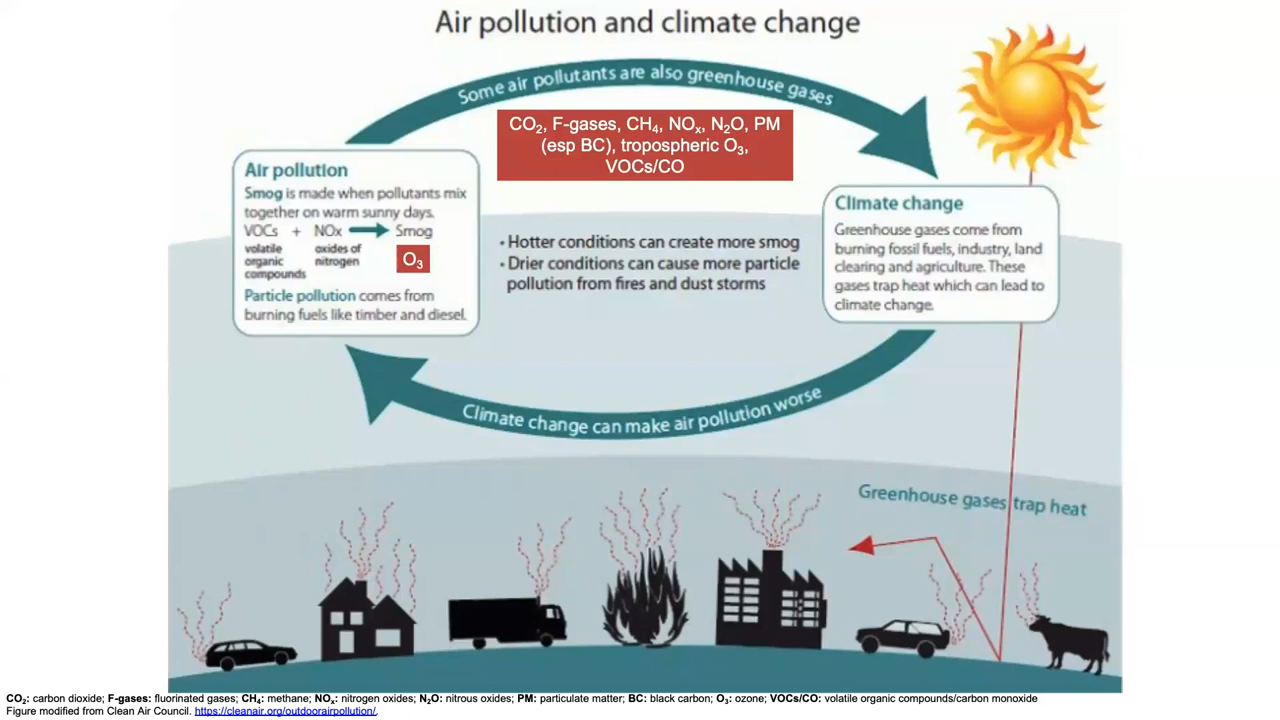 Air pollution and climate change
Some air pollutants are also greenhouse gases
CO₂, F-gases, CH₄, NOₓ, N₂O, PM
(esp BC), tropospheric O₃,
VOCs/CO
Air pollution
Smog is made when pollutants mix
together on warm sunny days.
VOCs + NOx Smog
volatile organic compounds
oxides of nitrogen
O₃
Particle pollution comes from
burning fuels like timber and diesel.
• Hotter conditions can create more smog
• Drier conditions can cause more particle
pollution from fires and dust storms
Climate change
Greenhouse gases come from
burning fossil fuels, industry, land
clearing and agriculture. These
gases trap heat which can lead to
climate change.
Climate change can make air pollution worse
Greenhouse gases trap heat
CO₂: carbon dioxide; F-gases: fluorinated gases; CH₄: methane; NOₓ: nitrogen oxides; N₂O: nitrous oxides; PM: particulate matter; BC: black carbon; O₃: ozone; VOCs/CO: volatile organic compounds/carbon monoxide
Figure modified from Clean Air Council. https://cleanair.org/outdoorairpollution/.